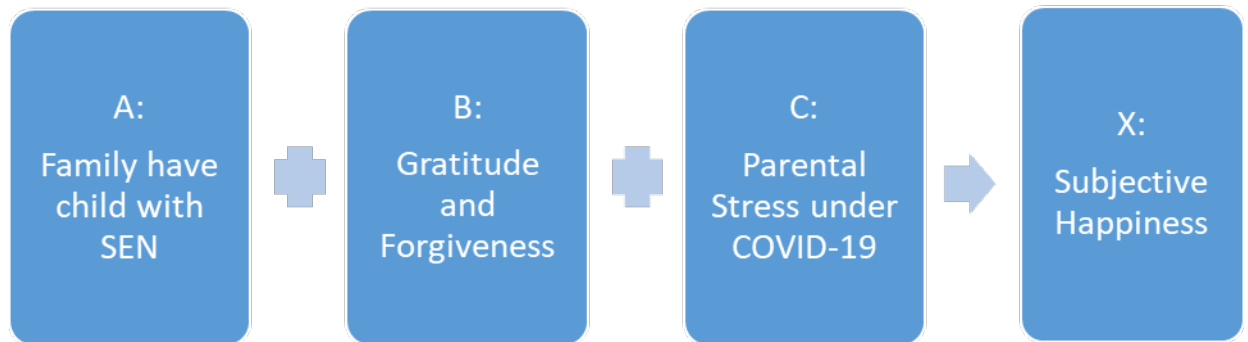 A:
Family have
child with
SEN
B:
Gratitude
and
Forgiveness
C:
Parental
Stress under
COVID-19
X:
Subjective
Happiness